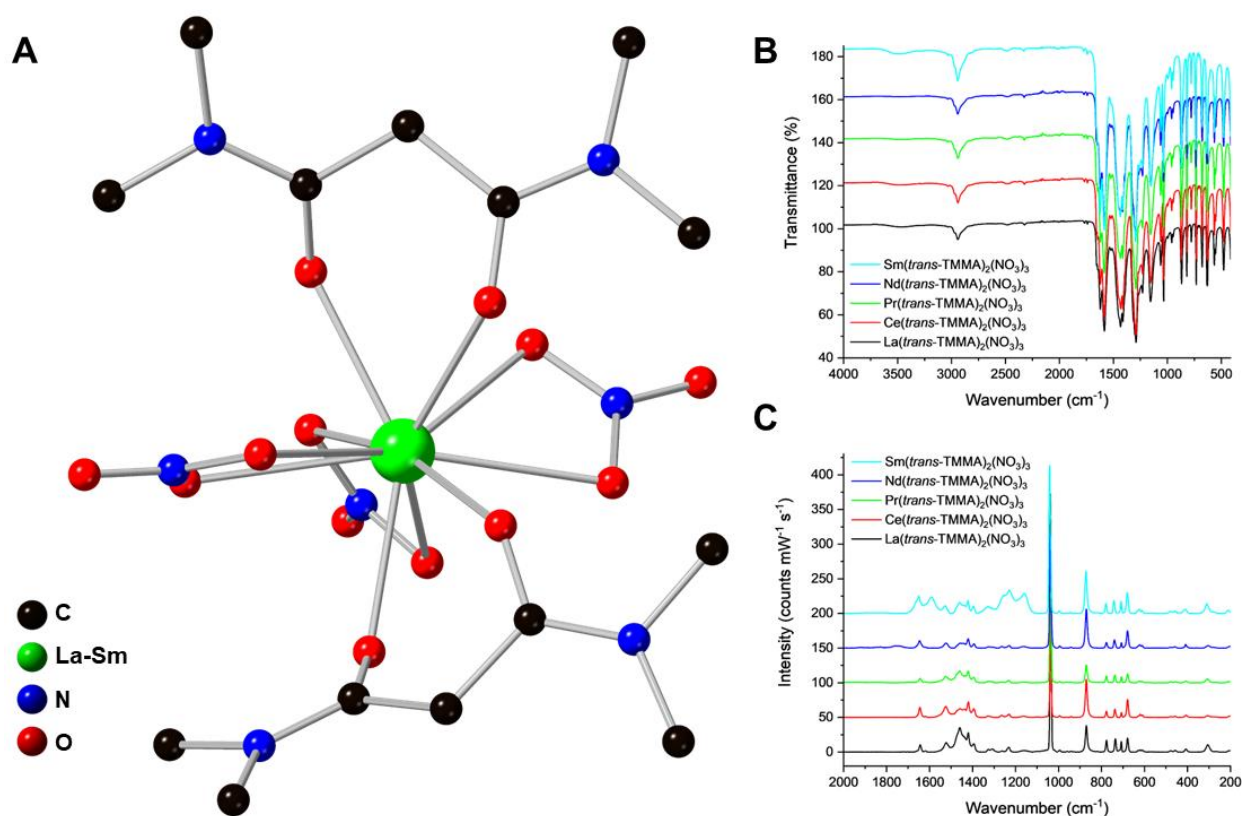 A
C
La-Sm
N
O
B
Transmittance (%)
180
160
140
120
100
80
60
40
Sm(trans-TMMA)₂(NO₃)₃
Nd(trans-TMMA)₂(NO₃)₃
Pr(trans-TMMA)₂(NO₃)₃
Ce(trans-TMMA)₂(NO₃)₃
La(trans-TMMA)₂(NO₃)₃
4000 3500 3000 2500 2000 1500 1000 500
Wavenumber (cm⁻¹)
C
Intensity (counts mW⁻¹ s⁻¹)
400
350
300
250
200
150
100
50
0
Sm(trans-TMMA)₂(NO₃)₃
Nd(trans-TMMA)₂(NO₃)₃
Pr(trans-TMMA)₂(NO₃)₃
Ce(trans-TMMA)₂(NO₃)₃
La(trans-TMMA)₂(NO₃)₃
2000 1800 1600 1400 1200 1000 800 600 400 200
Wavenumber (cm⁻¹)